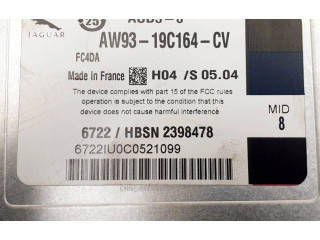 JAGUAR
25
AW93-19C164-CV
FC4DA
Made in France H04 /S 05.04
The device complies with part 15 of the FCC rules
operation is subject to the condition that this
device does not cause harmful interference
MID
8
6722 / HBSN 2398478
6722IU0C0521099